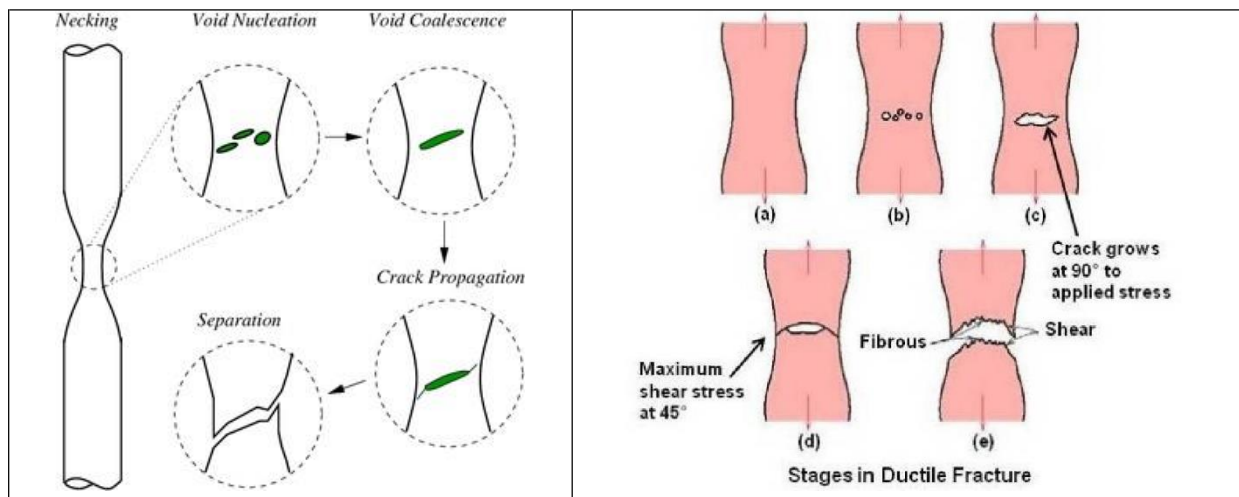 Necking
Void Nucleation
Void Coalescence
Crack Propagation
Separation
(a)
(b)
(c)
Crack grows
at 90° to
applied stress
Maximum
shear stress
at 45°
Fibrous
Shear
(d)
(e)
Stages in Ductile Fracture